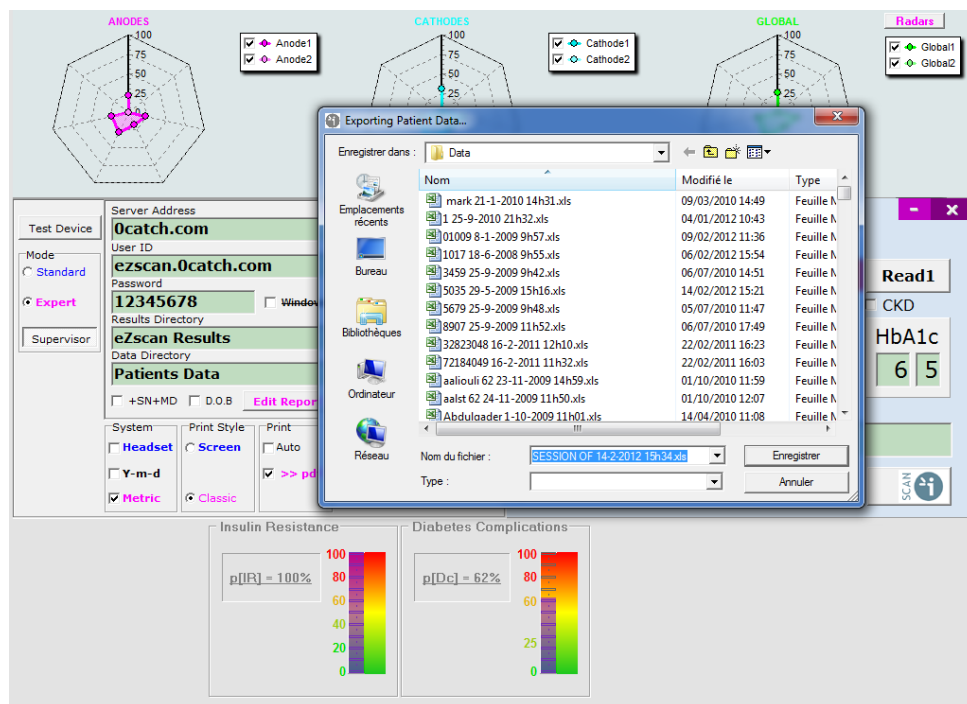 ANODES
100
75
50
25
0
Anode1
Anode2
CATHODES
100
75
50
25
Cathode1
Cathode2
GLOBAL
100
75
50
25
Global1
Global2
Radars
Exporting Patient Data...
Enregistrer dans :
Data
Emplacements
récents
Bureau
Bibliothèques
Ordinateur
Réseau
Nom Modifié le Type
mark 21-1-2010 14h31.xls 09/03/2010 14:49 Feuille
1 25-9-2010 21h32.xls 04/01/2012 10:43 Feuille
01009 8-1-2009 9h57.xls 09/02/2012 11:36 Feuille
1017 18-6-2008 9h55.xls 06/02/2012 15:54 Feuille
3459 25-9-2009 9h42.xls 06/07/2010 14:51 Feuille
5035 29-5-2009 15h16.xls 14/02/2012 15:21 Feuille
5679 25-9-2009 9h48.xls 05/07/2010 11:47 Feuille
8907 25-9-2009 11h52.xls 06/07/2010 17:49 Feuille
32823048 16-2-2011 12h10.xls 22/02/2011 16:23 Feuille
72184049 16-2-2011 11h32.xls 22/02/2011 16:03 Feuille
aaliouli 62 23-11-2009 14h59.xls 01/10/2010 11:59 Feuille
aalst 62 24-11-2009 11h50.xls 01/10/2010 12:07 Feuille
Abdulqader 1-10-2009 11h01.xls 14/04/2010 11:08 Feuille
Nom du fichier :
SESSION OF 14-2-2012 15h34.xls
Enregistrer
Type :
Annuler
Test Device
Mode
Standard
Expert
Supervisor
Server Address
0catch.com
User ID
ezscan.0catch.com
Password
12345678
Results Directory
eZscan Results
Data Directory
Patients Data
+SN+MD
D.O.B
System
Headset
Y-m-d
Metric
Print Style
Screen
Classic
Print
Auto
Read1
CKD
HbA1c
6 5
SCAN
Insulin Resistance
p[IR] = 100%
100
80
60
40
20
0
Diabetes Complications
p[Dc] = 62%
100
80
60
25
0